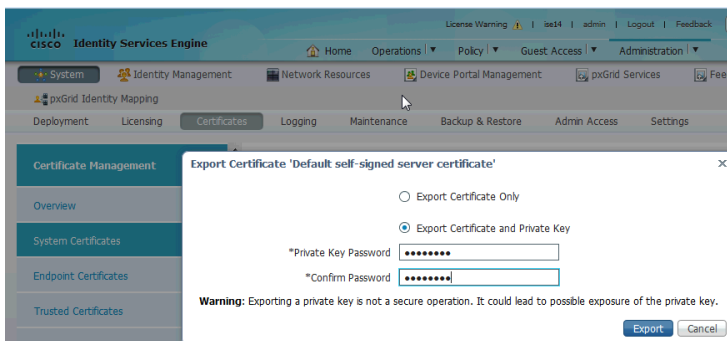 License Warning | ise14 | admin | Logout | Feedback
cisco Identity Services Engine
Home Operations Policy Guest Access Administration
System Identity Management Network Resources Device Portal Management pxGrid Services
pxGrid Identity Mapping
Deployment Licensing Certificates Logging Maintenance Backup & Restore Admin Access Settings
Certificate Management
Overview
System Certificates
Endpoint Certificates
Trusted Certificates
Export Certificate 'Default self-signed server certificate' x
Export Certificate Only
Export Certificate and Private Key
*Private Key Password ●●●●●●●●
*Confirm Password ●●●●●●●●
Warning: Exporting a private key is not a secure operation. It could lead to possible exposure of the private key.
Export Cancel